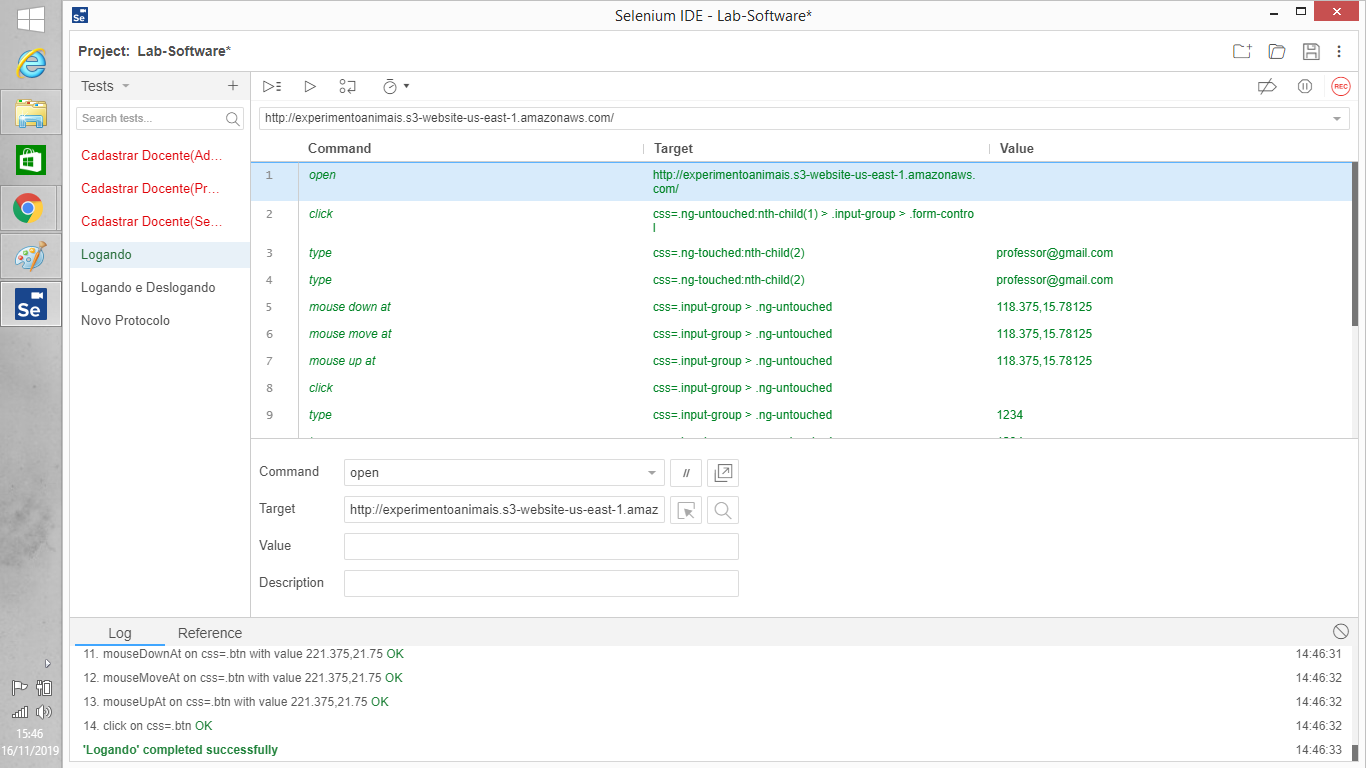 Selenium IDE - Lab-Software*
Project: Lab-Software*
Tests
Search tests...
Cadastrar Docente(Ad...
Cadastrar Docente(Pr...
Cadastrar Docente(Se...
Logando
Logando e Deslogando
Novo Protocolo
REC
http://experimentoanimais.s3-website-us-east-1.amazonaws.com/
Command Target Value
1 open http://experimentoanimais.s3-website-us-east-1.amazonaws.
com/
2 click css=.ng-untouched:nth-child(1) > .input-group > .form-contro
l
3 type css=.ng-touched:nth-child(2) professor@gmail.com
4 type css=.ng-touched:nth-child(2) professor@gmail.com
5 mouse down at css=.input-group > .ng-untouched 118.375,15.78125
6 mouse move at css=.input-group > .ng-untouched 118.375,15.78125
7 mouse up at css=.input-group > .ng-untouched 118.375,15.78125
8 click css=.input-group > .ng-untouched
9 type css=.input-group > .ng-untouched 1234
Command open //
Target http://experimentoanimais.s3-website-us-east-1.amaz
Value
Description
Log Reference
11. mouseDownAt on css=.btn with value 221.375,21.75 OK 14:46:31
12. mouseMoveAt on css=.btn with value 221.375,21.75 OK 14:46:32
13. mouseUpAt on css=.btn with value 221.375,21.75 OK 14:46:32
14. click on css=.btn OK 14:46:32
'Logando' completed successfully 14:46:33
Se
Se
15:46
16/11/2019